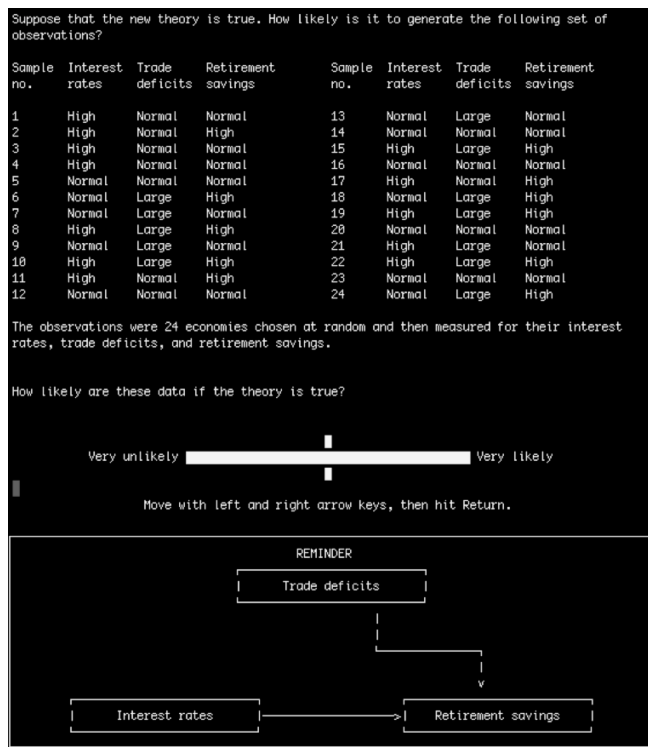 Suppose that the new theory is true. How likely is it to generate the following set of
observations?
Sample Interest Trade Retirement Sample Interest Trade Retirement
no. rates deficits savings no. rates deficits savings
1 High Normal Normal 13 Normal Large Normal
2 High Normal High 14 Normal Normal Normal
3 High Normal Normal 15 High Large High
4 High Normal Normal 16 Normal Normal Normal
5 Normal Normal Normal 17 High Normal High
6 Normal Large High 18 Normal Large High
7 Normal Large Normal 19 High Large High
8 High Large High 20 Normal Normal Normal
9 Normal Large Normal 21 High Large High
10 High Large High 22 High Large High
11 High Normal High 23 Normal Normal Normal
12 Normal Normal Normal 24 Normal Large High
The observations were 24 economies chosen at random and then measured for their interest
rates, trade deficits, and retirement savings.
How likely are these data if the theory is true?
Very unlikely Very likely
Move with left and right arrow keys, then hit Return.
REMINDER
Trade deficits
Interest rates Retirement savings